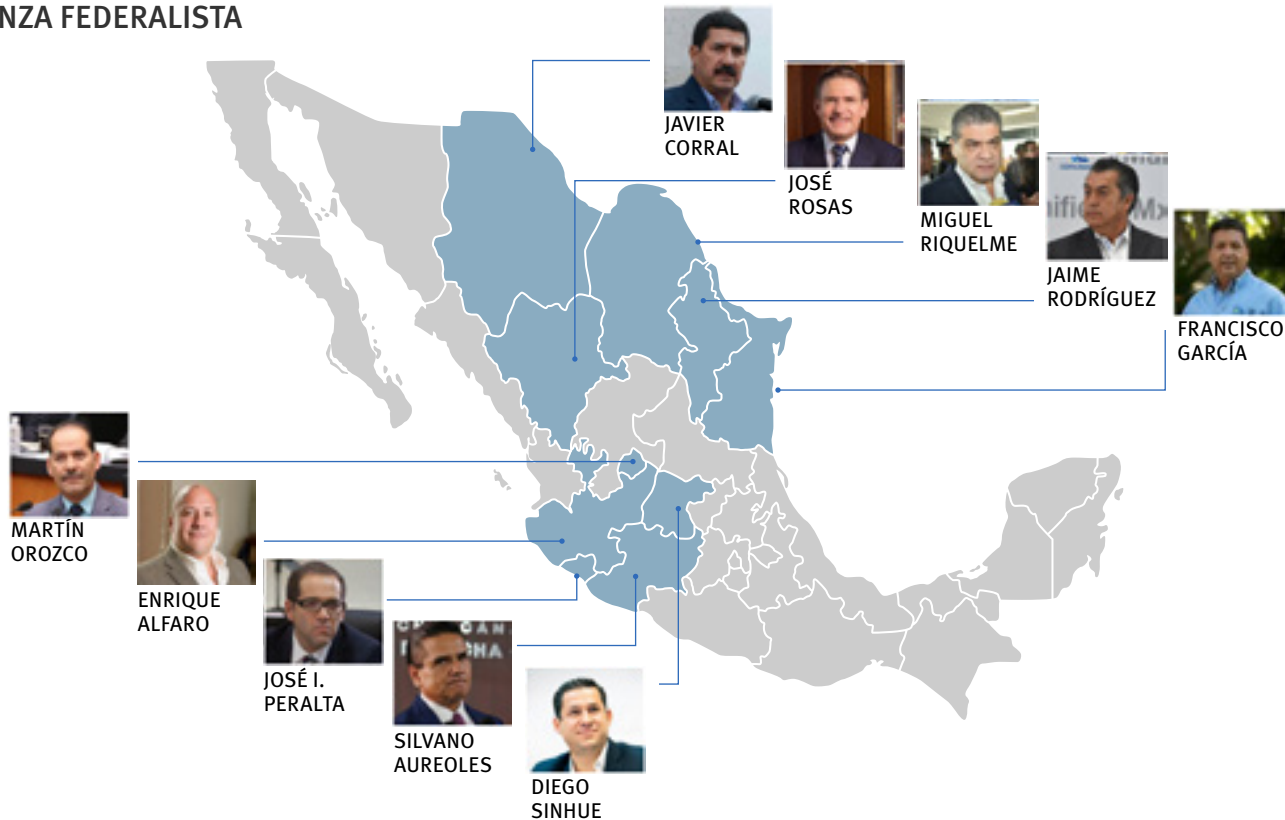 NZA FEDERALISTA
JAVIER
CORRAL
JOSÉ
ROSAS
MIGUEL
RIQUELME
JAIME
RODRÍGUEZ
FRANCISCO
GARCÍA
MARTÍN
OROZCO
ENRIQUE
ALFARO
JOSÉ I.
PERALTA
SILVANO
AUREOLES
DIEGO
SINHUE